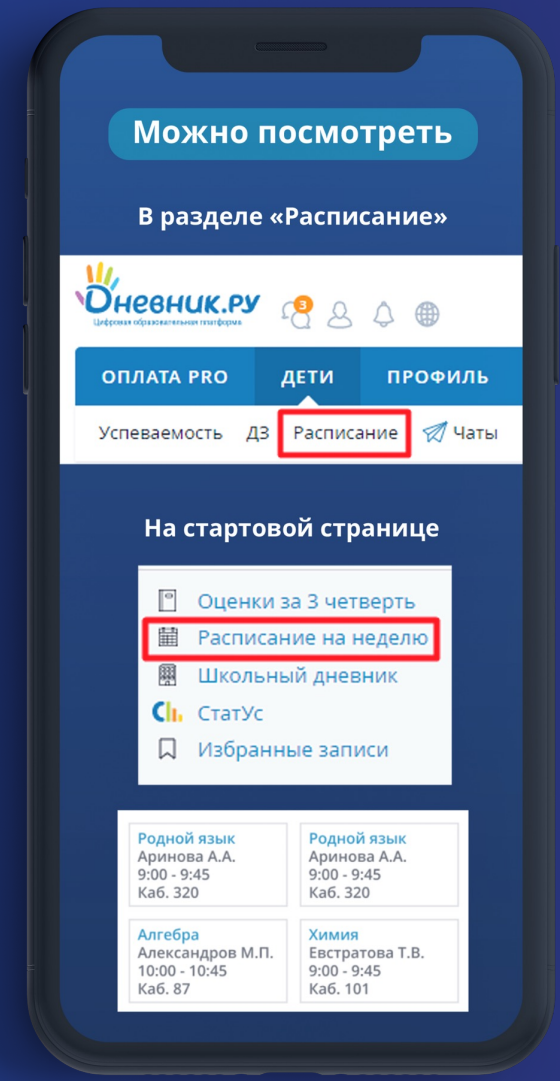 Можно посмотреть
В разделе «Расписание»
Дневник.ру
Цифровая образовательная платформа
3
ОПЛАТА PRO ДЕТИ ПРОФИЛЬ
Успеваемость ДЗ Расписание Чаты
На стартовой странице
Оценки за 3 четверть
Расписание на неделю
Школьный дневник
СтатУс
Избранные записи
Родной язык
Аринова А.А.
9:00 - 9:45
Каб. 320
Родной язык
Аринова А.А.
9:00 - 9:45
Каб. 320
Алгебра
Александров М.П.
10:00 - 10:45
Каб. 87
Химия
Евстратова Т.В.
9:00 - 9:45
Каб. 101